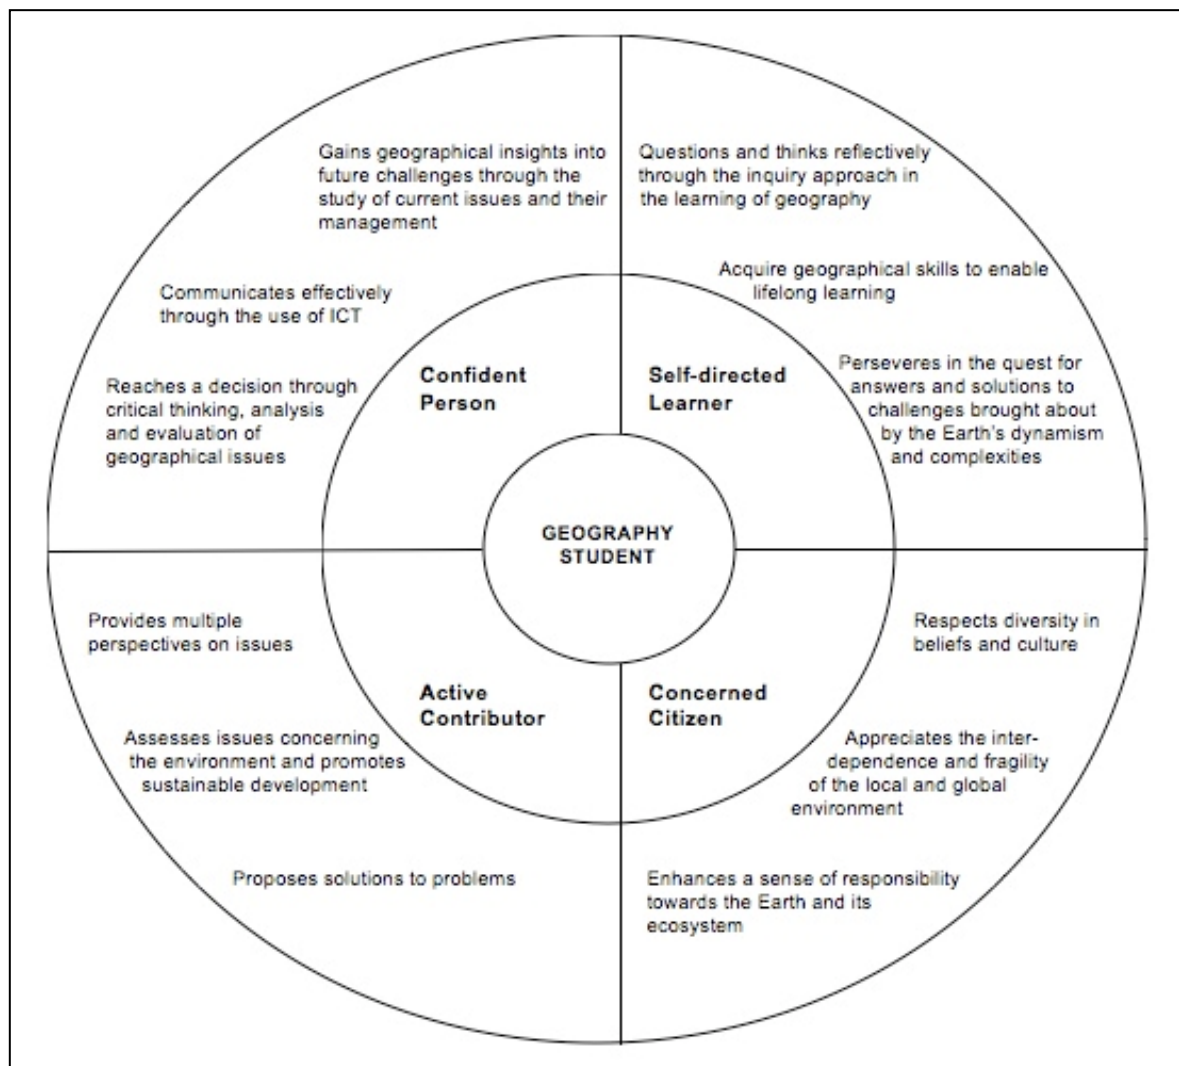 Gains geographical insights into
future challenges through the
study of current issues and their
management
Communicates effectively
through the use of ICT
Reaches a decision through
critical thinking, analysis
and evaluation of
geographical issues
Confident
Person
Questions and thinks reflectively
through the inquiry approach in
the learning of geography
Acquire geographical skills to enable
lifelong learning
Perseveres in the quest for
answers and solutions to
challenges brought about
by the Earth's dynamism
and complexities
Self-directed
Learner
GEOGRAPHY
STUDENT
Provides multiple
perspectives on issues
Assesses issues concerning
the environment and promotes
sustainable development
Proposes solutions to problems
Active
Contributor
Concerned
Citizen
Respects diversity in
beliefs and culture
Appreciates the inter-
dependence and fragility
of the local and global
environment
Enhances a sense of responsibility
towards the Earth and its
ecosystem